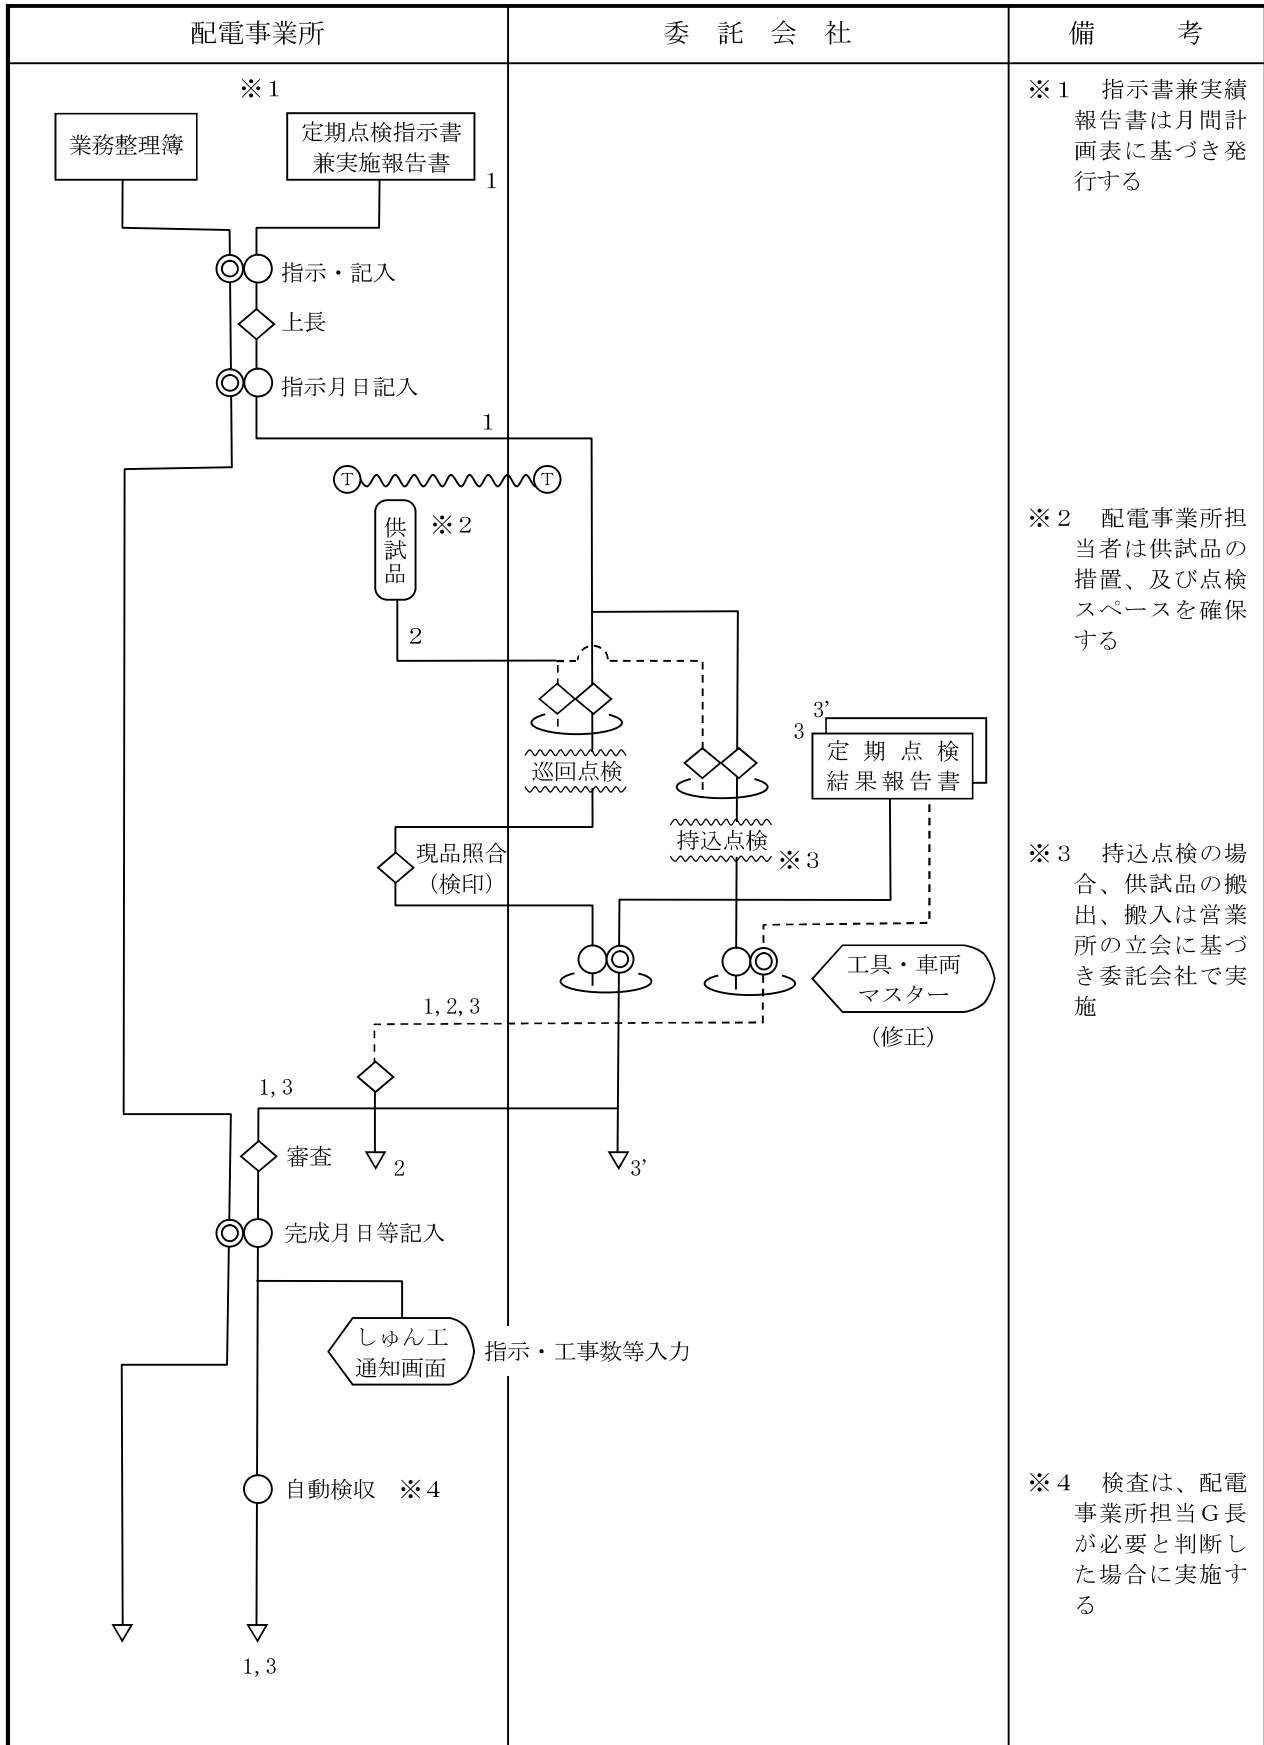 配電事業所
委託会社
備考
※1
業務整理簿
定期点検指示書
兼実施報告書
1
指示・記入
上長
指示月日記入
1
T
T
供試品
※2
2
巡回点検
3’
3
定期点検
結果報告書
持込点検
※3
現品照合
(検印)
工具・車両
マスター
(修正)
1, 2, 3
1, 3
審査
2
3’
完成月日等記入
しゅん工
通知画面
指示・工事数等入力
自動検収 ※4
1, 3
※1 指示書兼実績
報告書は月間計
画表に基づき発
行する
※2 配電事業所担
当者は供試品の
措置、及び点検
スペースを確保
する
※3 持込点検の場
合、供試品の搬
出、搬入は営業
所の立会に基づ
き委託会社で実
施
※4 検査は、配電
事業所担当G長
が必要と判断し
た場合に実施す
る